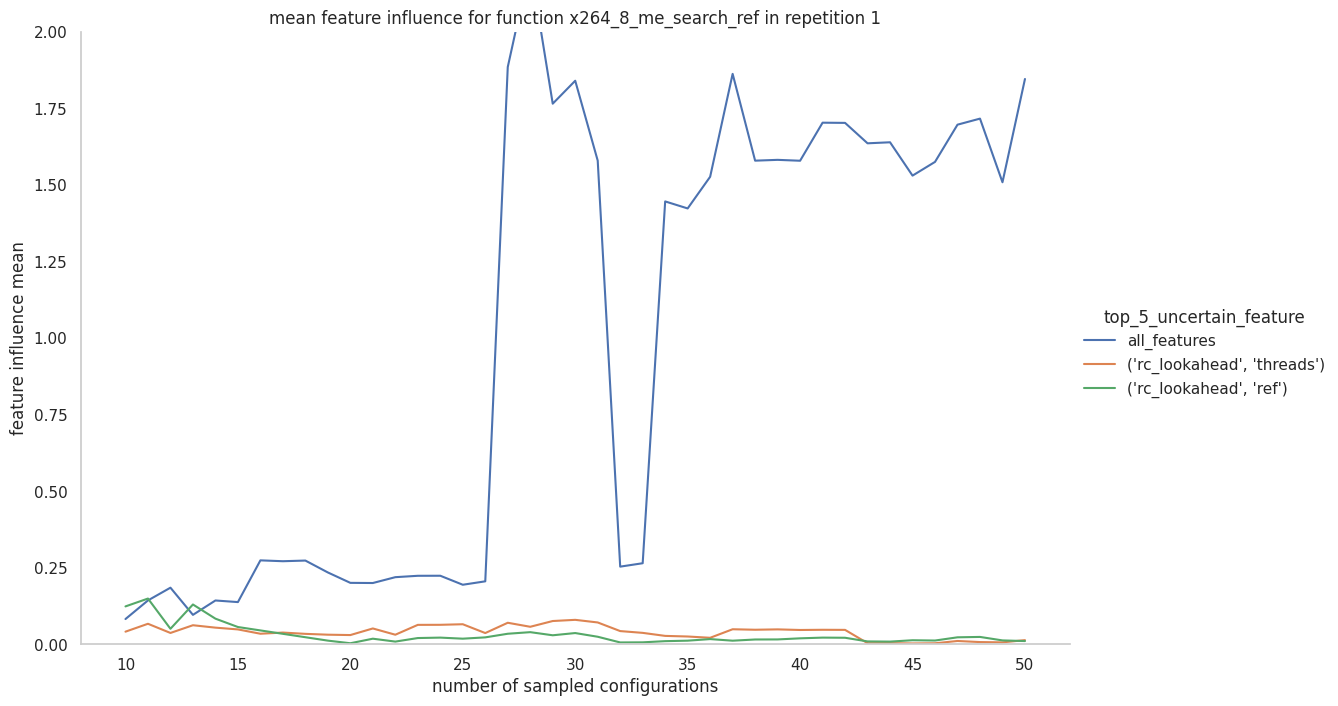 mean feature influence for function x264_8_me_search_ref in repetition 1
2.00
1.75
1.50
1.25
1.00
0.75
0.50
0.25
0.00
feature influence mean
10 15 20 25 30 35 40 45 50
number of sampled configurations
top_5_uncertain_feature
all_features
('rc_lookahead', 'threads')
('rc_lookahead', 'ref')